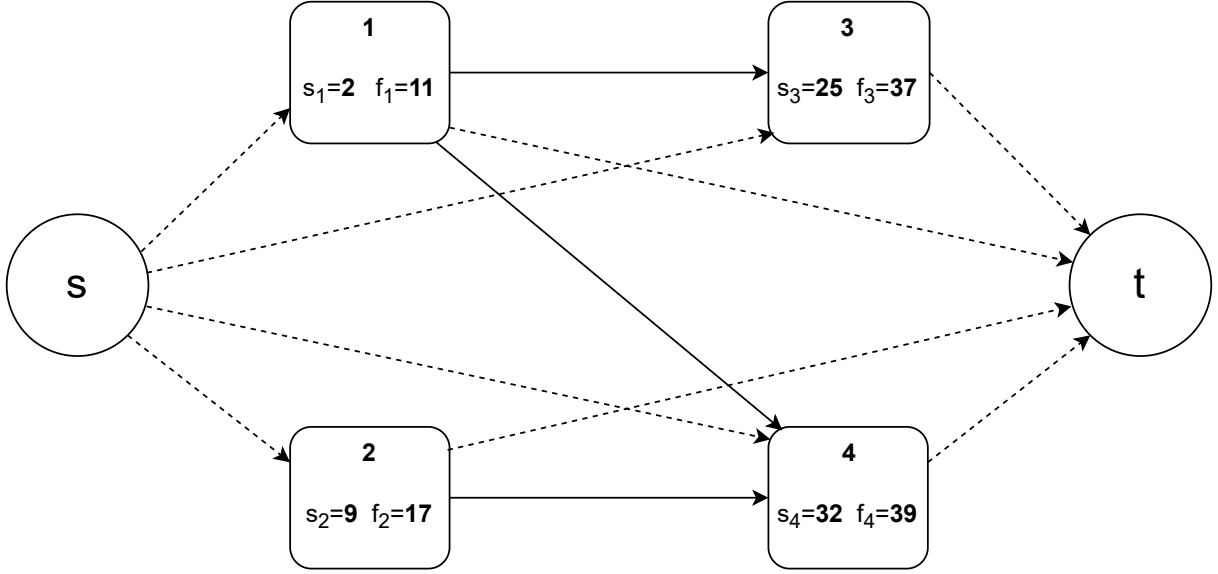 1
s₁=2 f₁=11
3
s₃=25 f₃=37
s
t
2
s₂=9 f₂=17
4
s₄=32 f₄=39